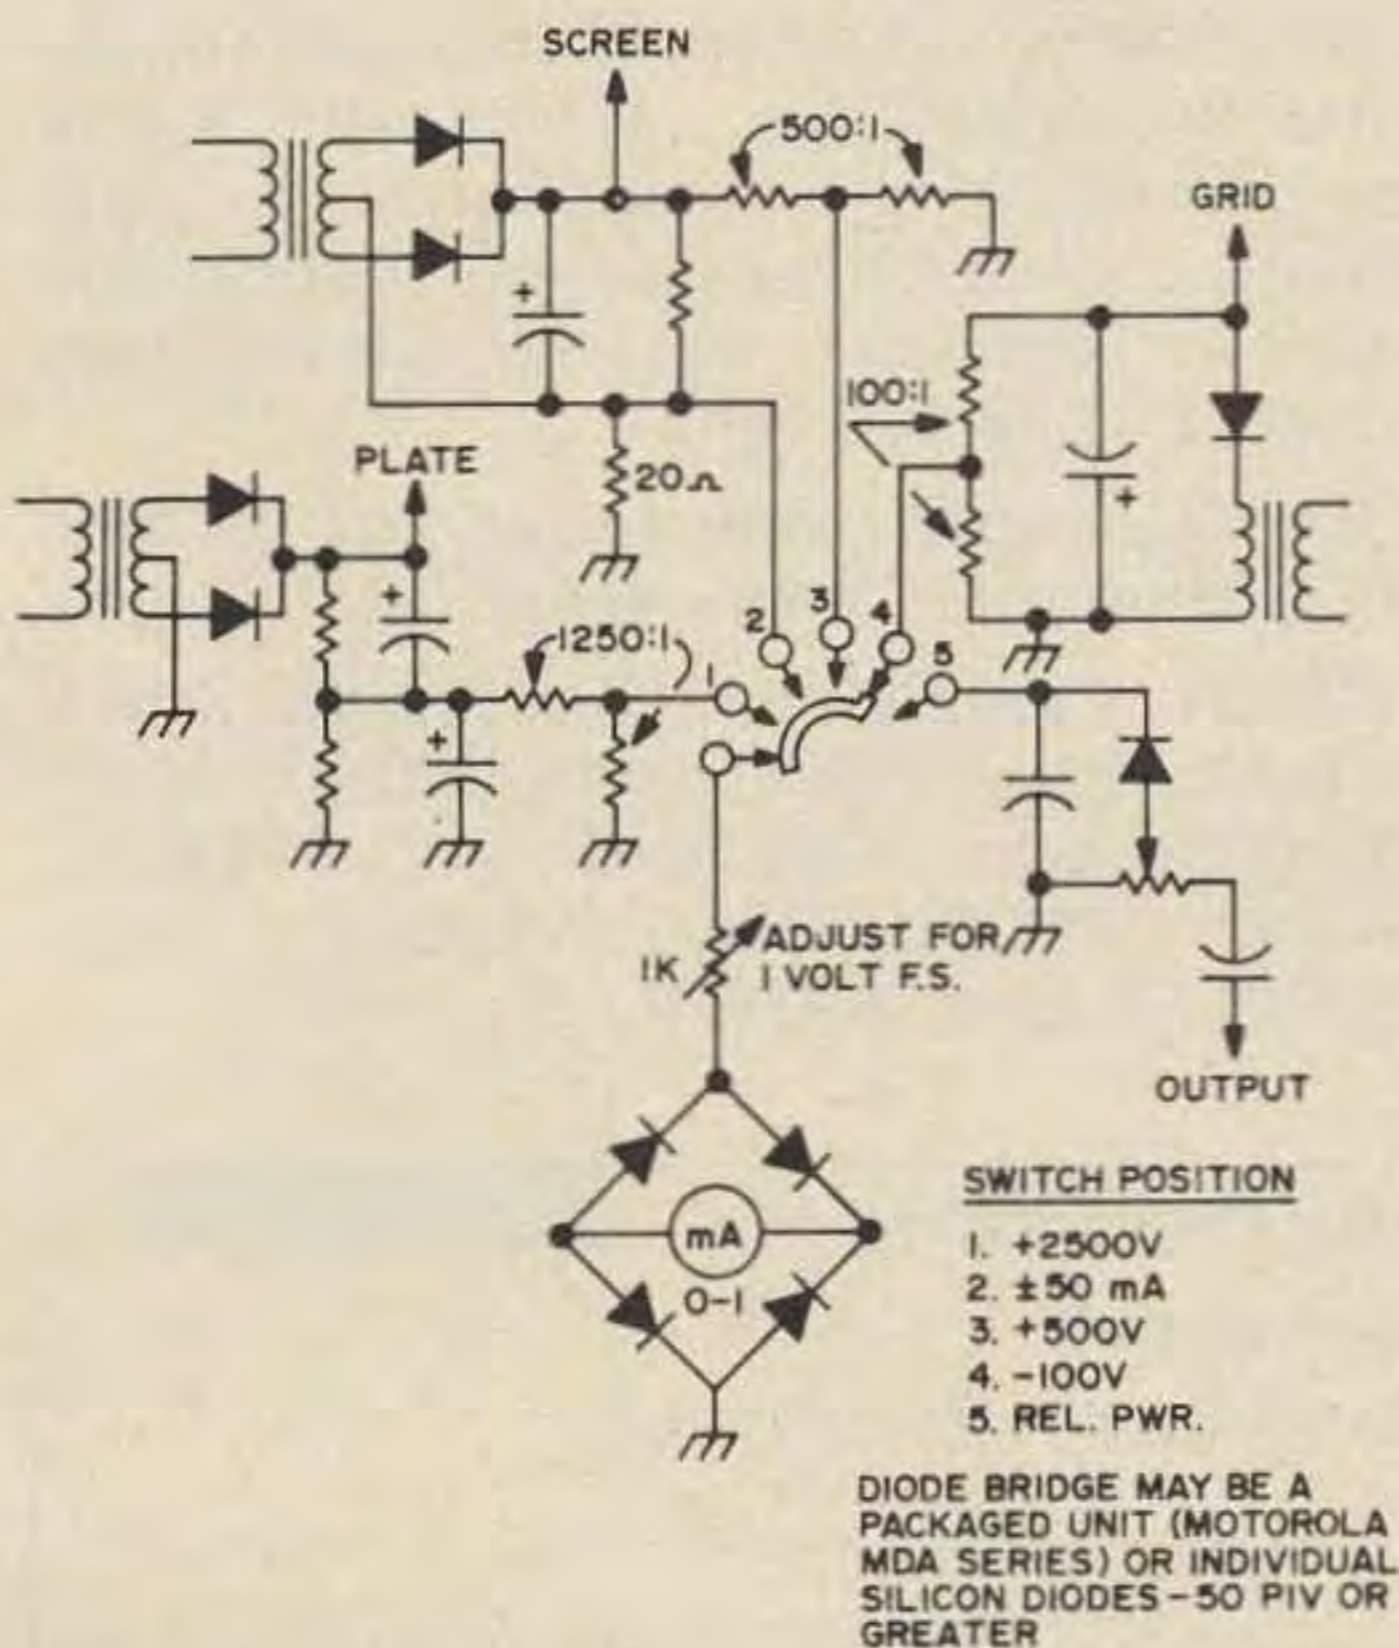 SCREEN
500:1
GRID
100:1
PLATE
20Ω
1250:1
1
2
3
4
5
+
+
+
+
1K
ADJUST FOR
1 VOLT F.S.
OUTPUT
mA
0-1
SWITCH POSITION
1. +2500V
2. ±50 mA
3. +500V
4. -100V
5. REL. PWR.
DIODE BRIDGE MAY BE A
PACKAGED UNIT (MOTOROLA
MDA SERIES) OR INDIVIDUAL
SILICON DIODES-50 PIV OR
GREATER